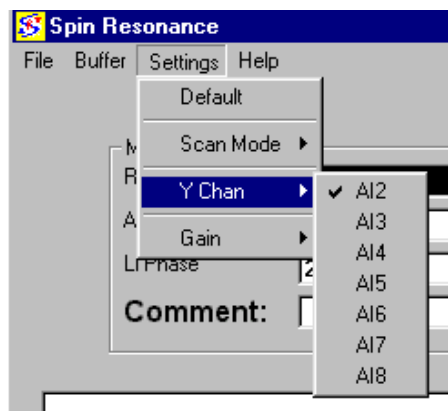 Spin Resonance
File Buffer Settings Help
Default
Scan Mode
Y Chan
Gain
AI2
AI3
AI4
AI5
AI6
AI7
AI8
Phase
Comment: